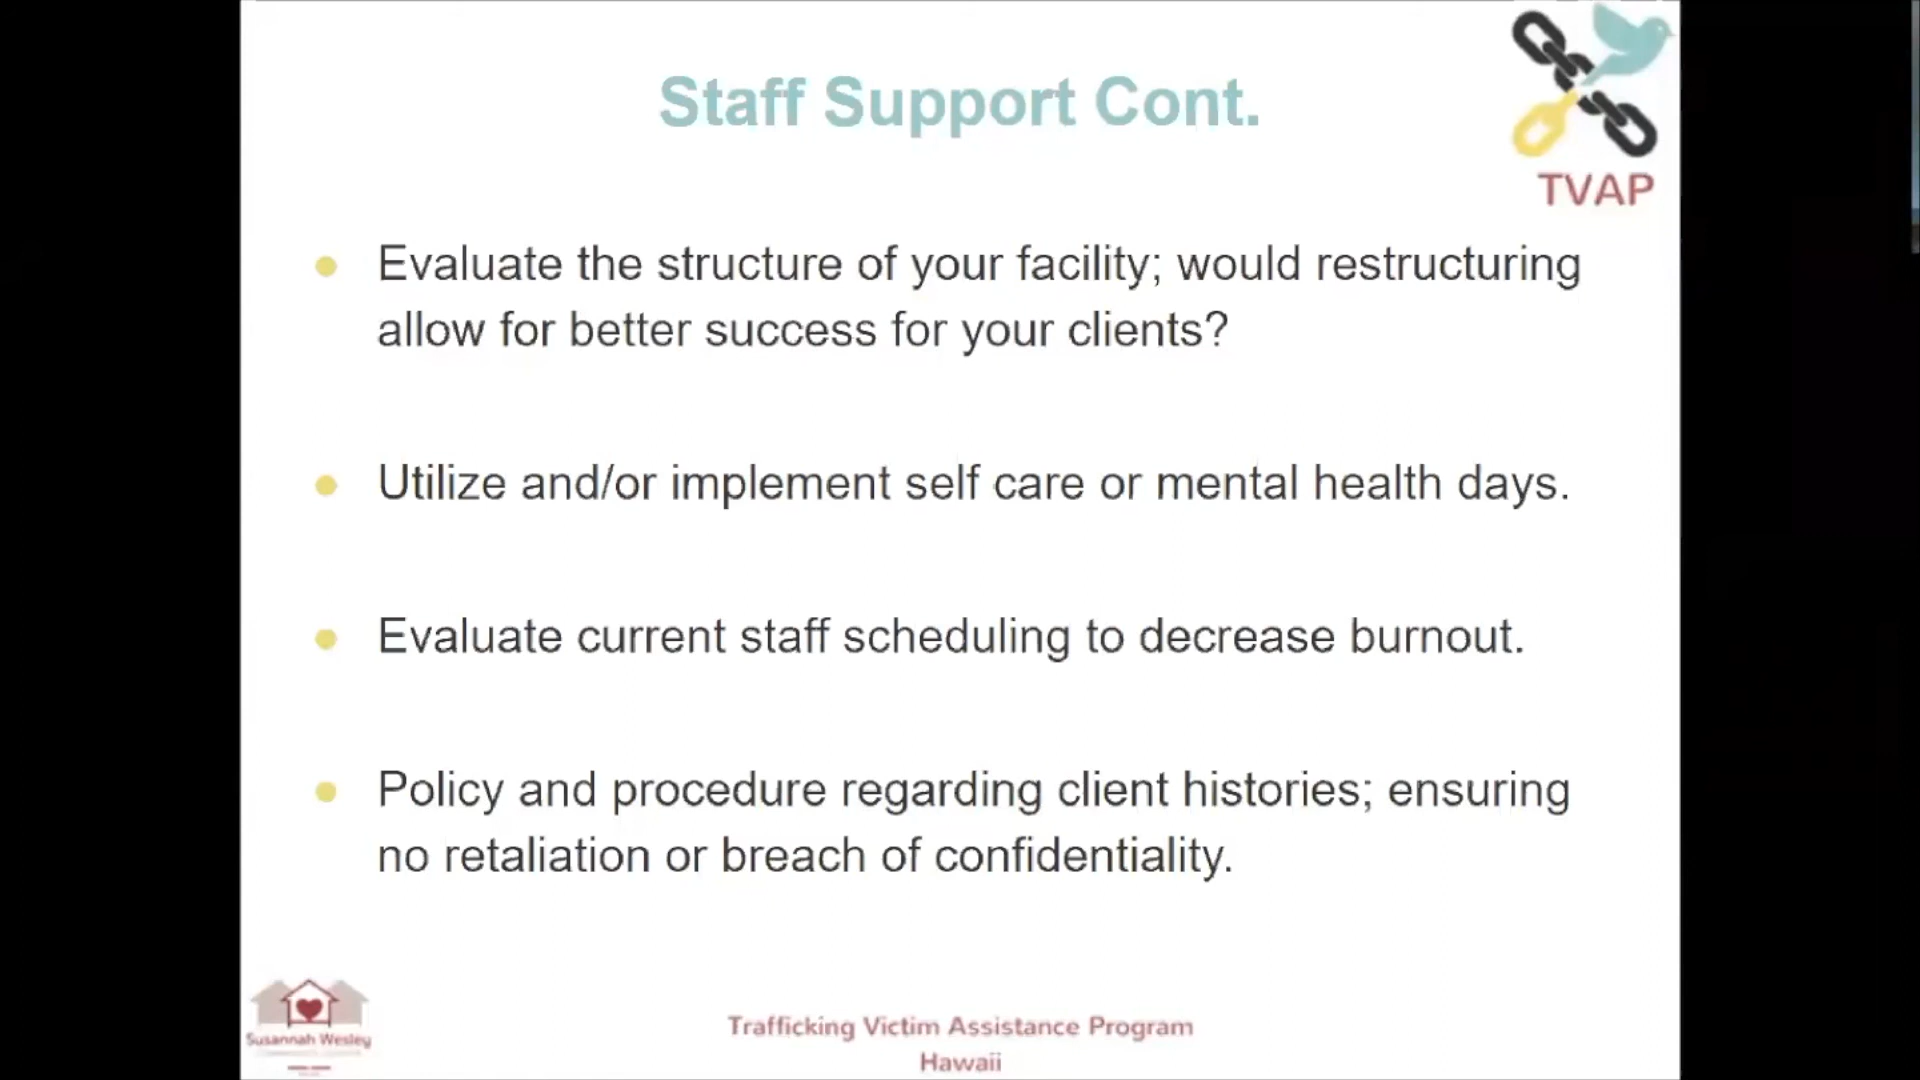 Staff Support Cont.
TVAP
Evaluate the structure of your facility; would restructuring
allow for better success for your clients?
Utilize and/or implement self care or mental health days.
Evaluate current staff scheduling to decrease burnout.
Policy and procedure regarding client histories; ensuring
no retaliation or breach of confidentiality.
Susannah Wesley
Trafficking Victim Assistance Program
Hawaii